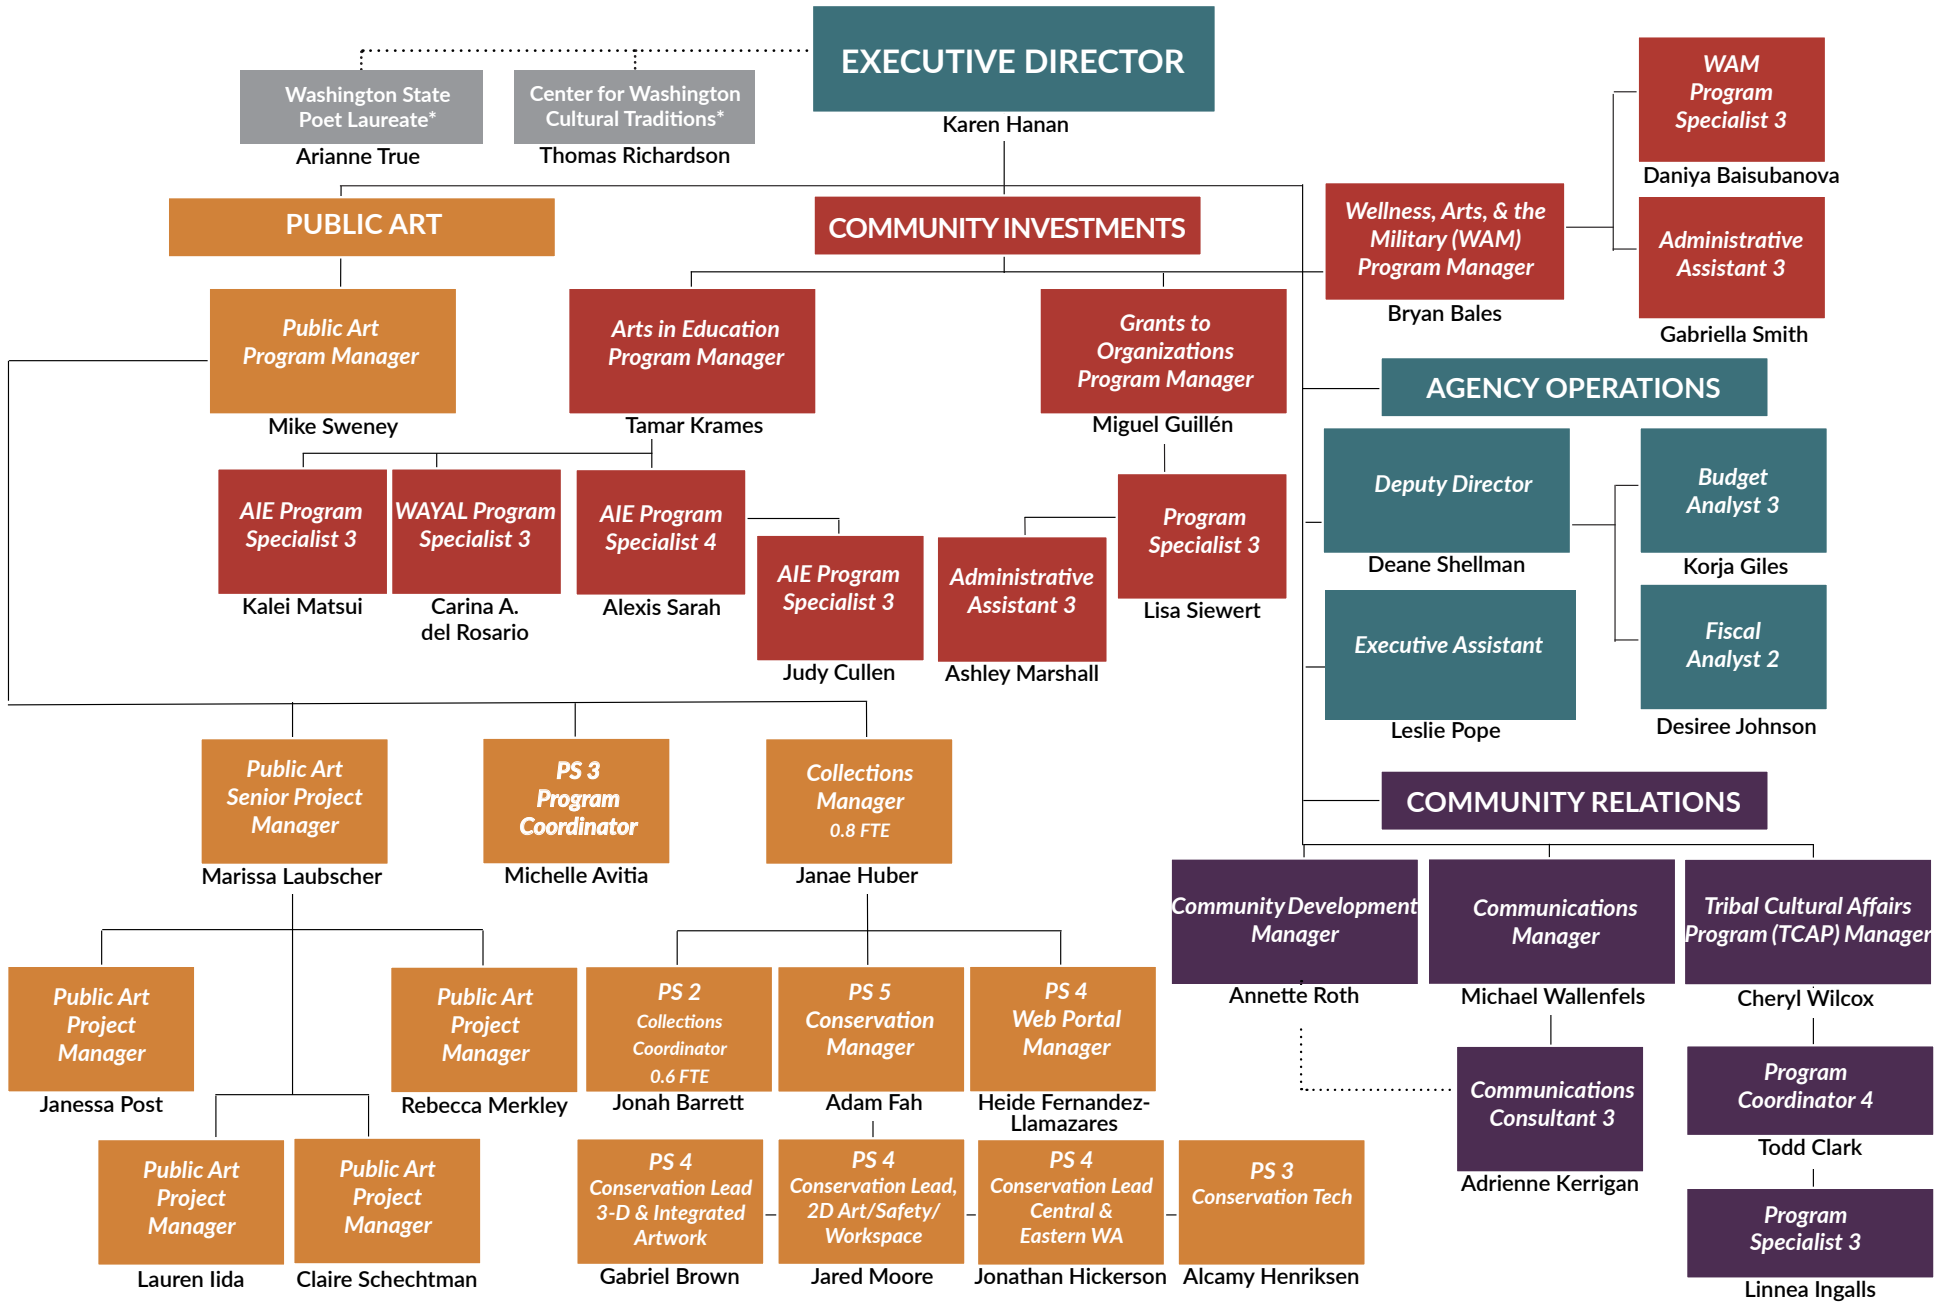 EXECUTIVE DIRECTOR
Karen Hanan
Washington State
Poet Laureate*
Arianne True
Center for Washington
Cultural Traditions*
Thomas Richardson
PUBLIC ART
COMMUNITY INVESTMENTS
Wellness, Arts, & the
Military (WAM)
Program Manager
Bryan Bales
WAM
Program
Specialist 3
Daniya Baisubanova
Administrative
Assistant 3
Gabriella Smith
Public Art
Program Manager
Mike Sweney
Arts in Education
Program Manager
Tamar Krames
Grants to
Organizations
Program Manager
Miguel Guillén
AGENCY OPERATIONS
AIE Program
Specialist 3
Kalei Matsui
WAYAL Program
Specialist 3
Carina A.
del Rosario
AIE Program
Specialist 4
Alexis Sarah
AIE Program
Specialist 3
Judy Cullen
Administrative
Assistant 3
Ashley Marshall
Program
Specialist 3
Lisa Siewert
Deputy Director
Deane Shellman
Budget
Analyst 3
Korja Giles
Executive Assistant
Leslie Pope
Fiscal
Analyst 2
Desiree Johnson
Public Art
Senior Project
Manager
Marissa Laubscher
PS 3
Program
Coordinator
Michelle Avitia
Collections
Manager
0.8 FTE
Janae Huber
COMMUNITY RELATIONS
Community Development
Manager
Annette Roth
Communications
Manager
Michael Wallenfels
Tribal Cultural Affairs
Program (TCAP) Manager
Cheryl Wilcox
Public Art
Project
Manager
Janessa Post
Public Art
Project
Manager
Rebecca Merkley
PS 2
Collections
Coordinator
0.6 FTE
Jonah Barrett
PS 5
Conservation
Manager
Adam Fah
PS 4
Web Portal
Manager
Heide Fernandez-
Llamazares
Communications
Consultant 3
Adrienne Kerrigan
Program
Coordinator 4
Todd Clark
Public Art
Project
Manager
Lauren Iida
Public Art
Project
Manager
Claire Schechtman
PS 4
Conservation Lead
3-D & Integrated
Artwork
Gabriel Brown
PS 4
Conservation Lead,
2D Art/Safety/
Workspace
Jared Moore
PS 4
Conservation Lead
Central &
Eastern WA
Jonathan Hickerson
PS 3
Conservation Tech
Alcamy Henriksen
Program
Specialist 3
Linnea Ingalls